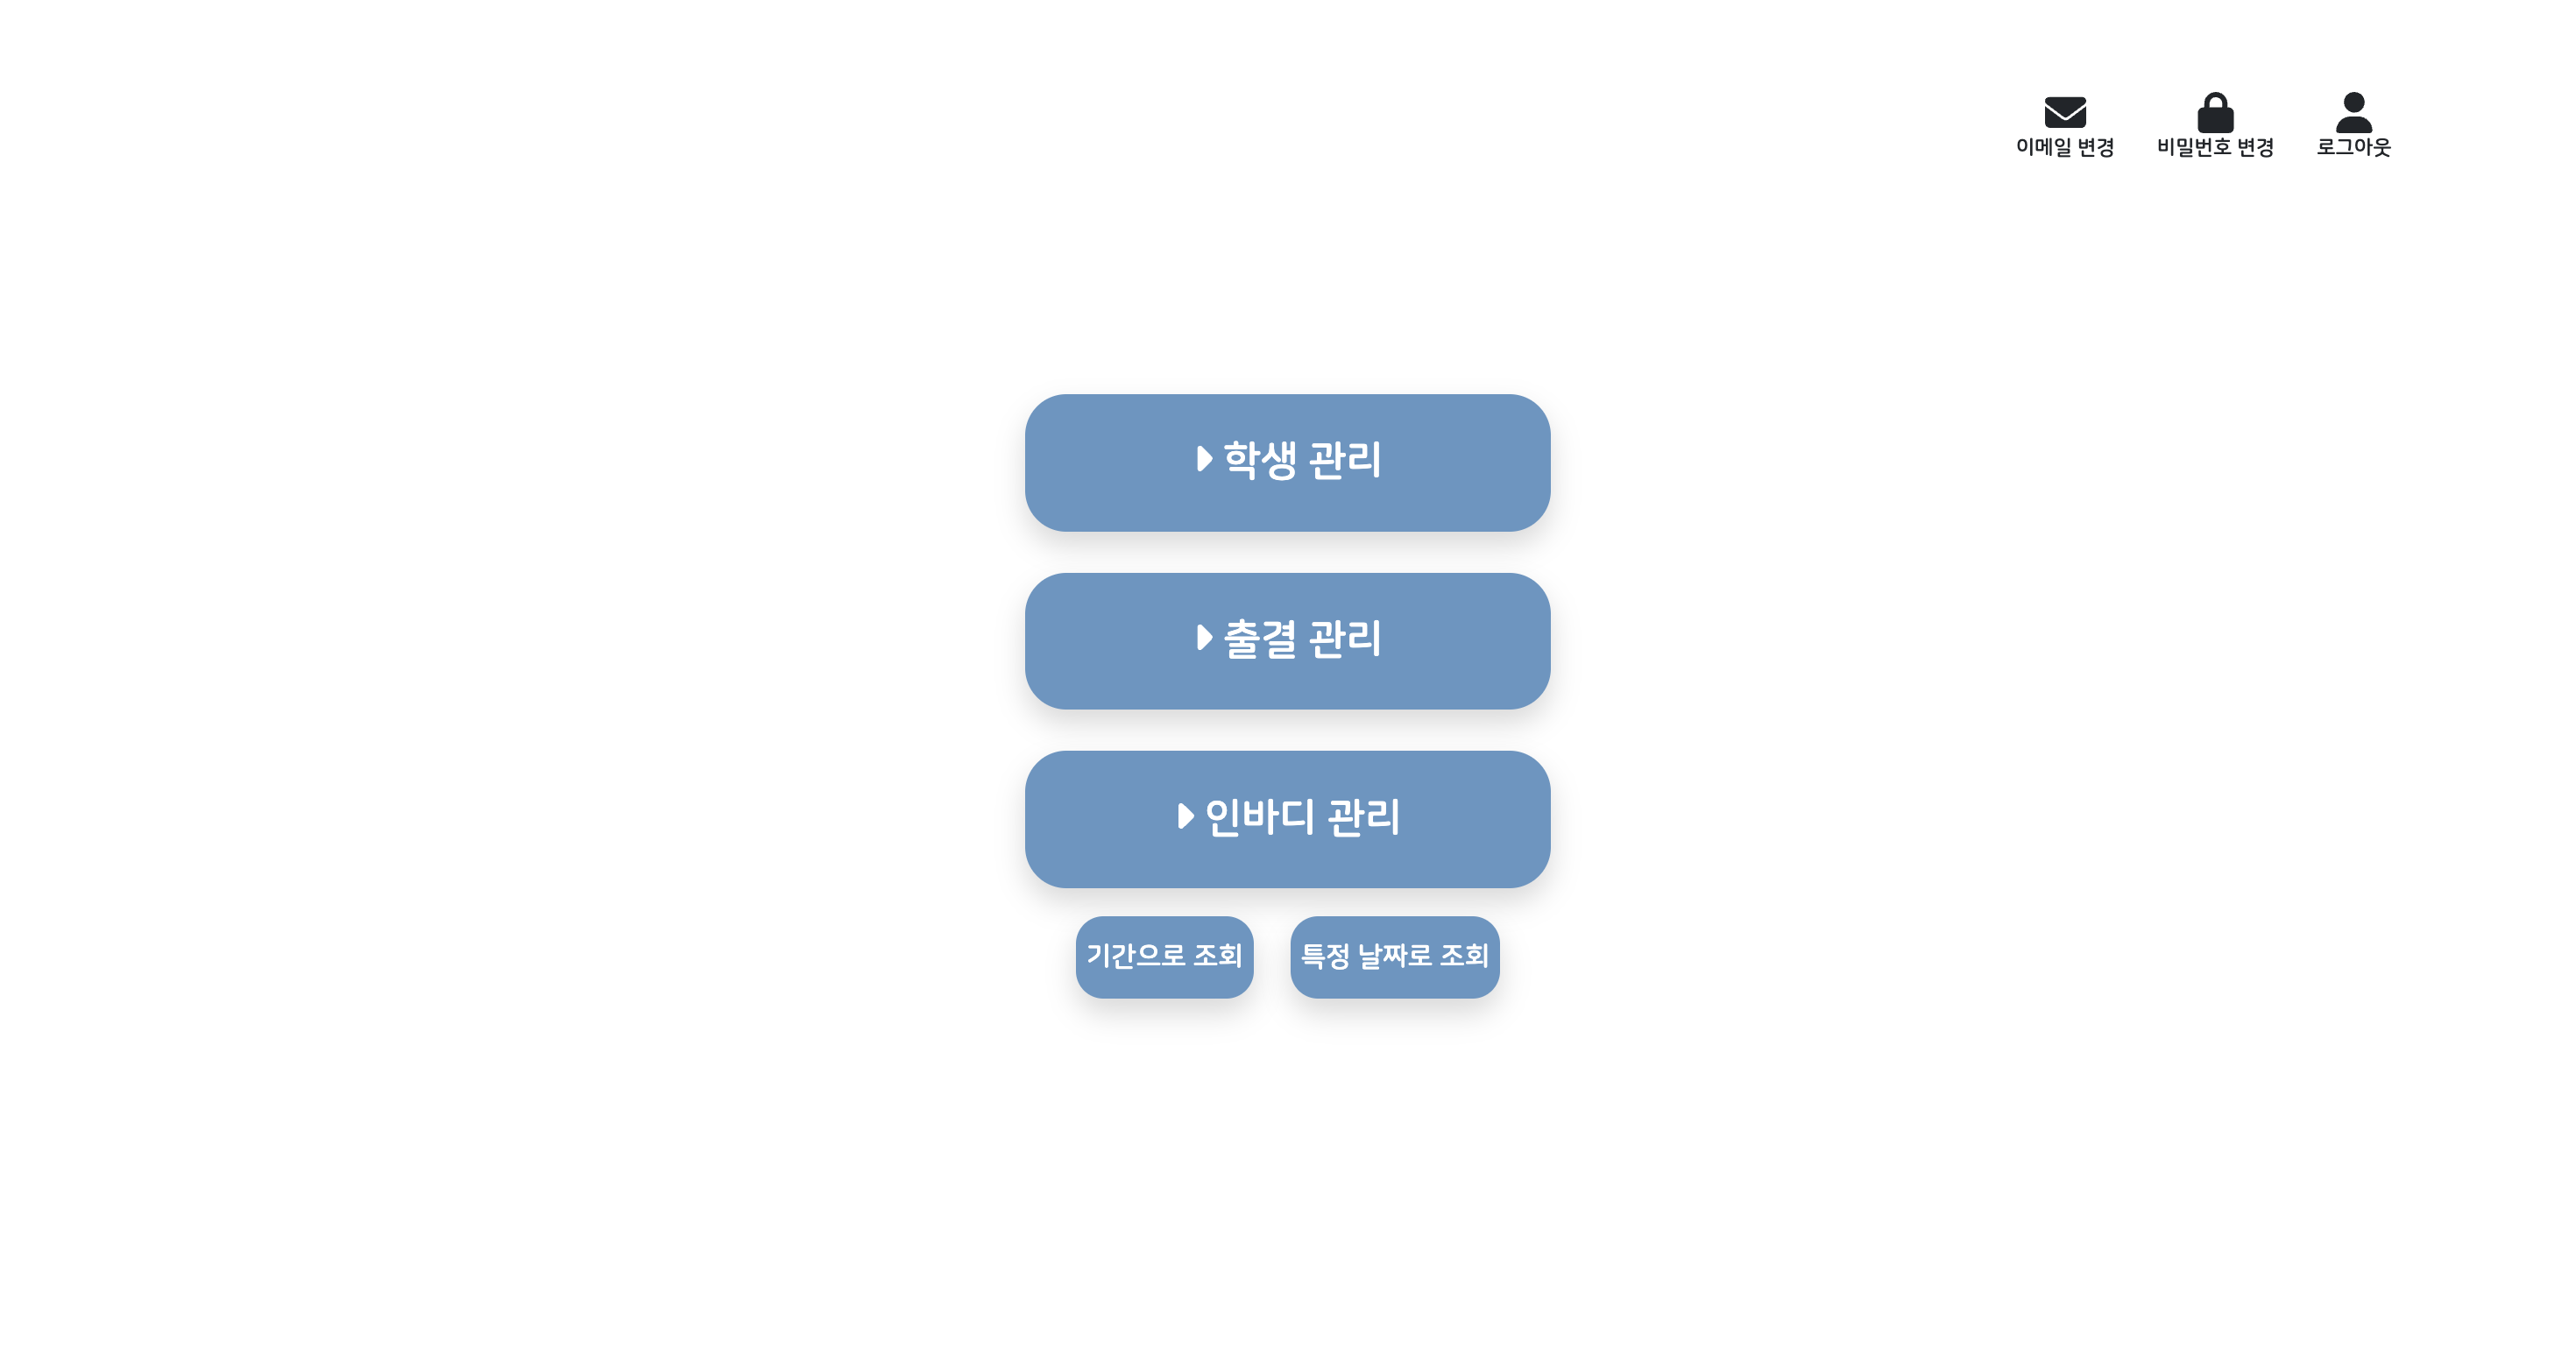 이메일 변경
비밀번호 변경
로그아웃
학생 관리
출결 관리
인바디 관리
기간으로 조회
특정 날짜로 조회